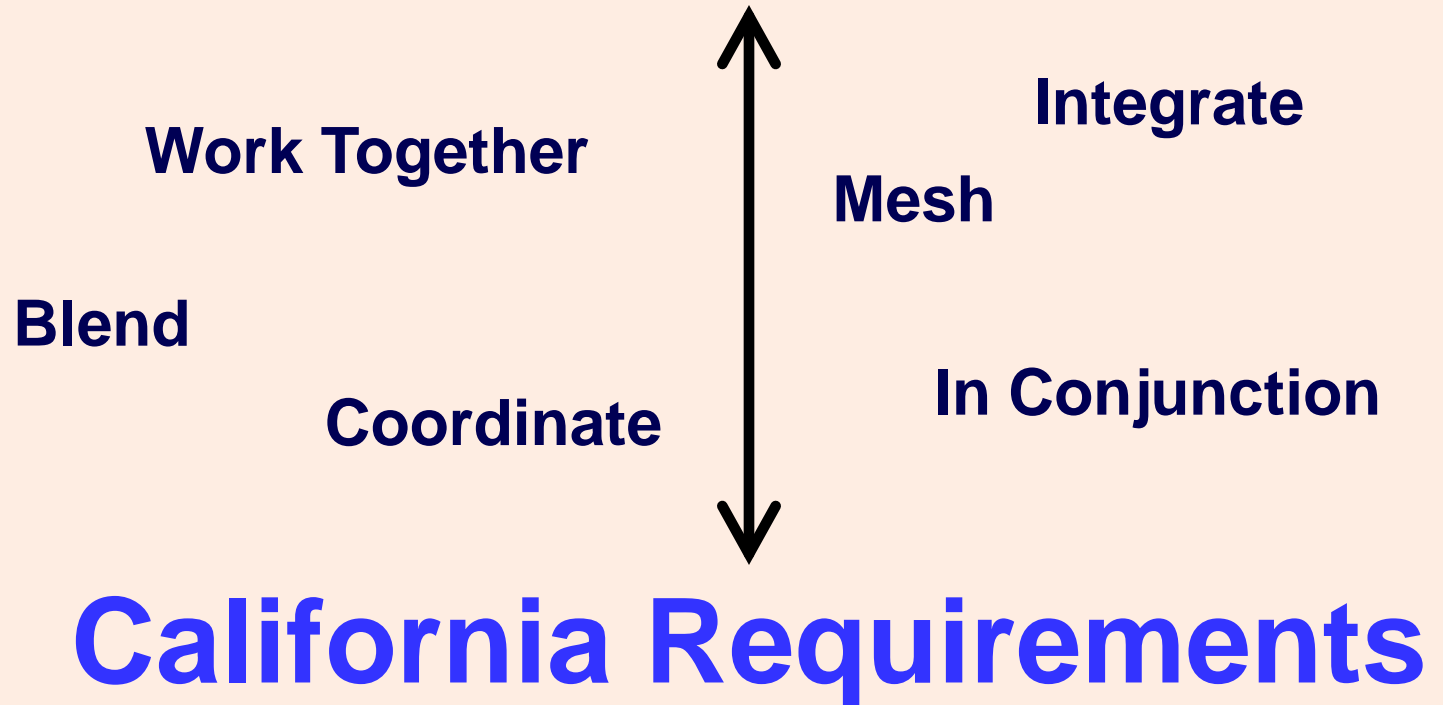 Integrate
Work Together
Mesh
Blend
In Conjunction
Coordinate
California Requirements